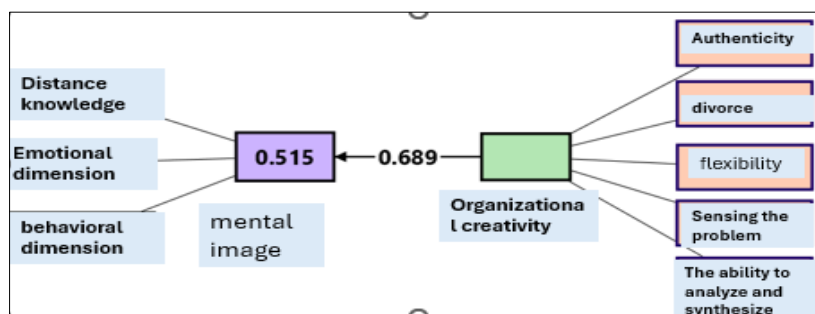 Distance
knowledge
Emotional
dimension
behavioral
dimension
0.515
mental
image
0.689
Organizationa
l creativity
Authenticity
divorce
flexibility
Sensing the
problem
The ability to
analyze and
synthesize